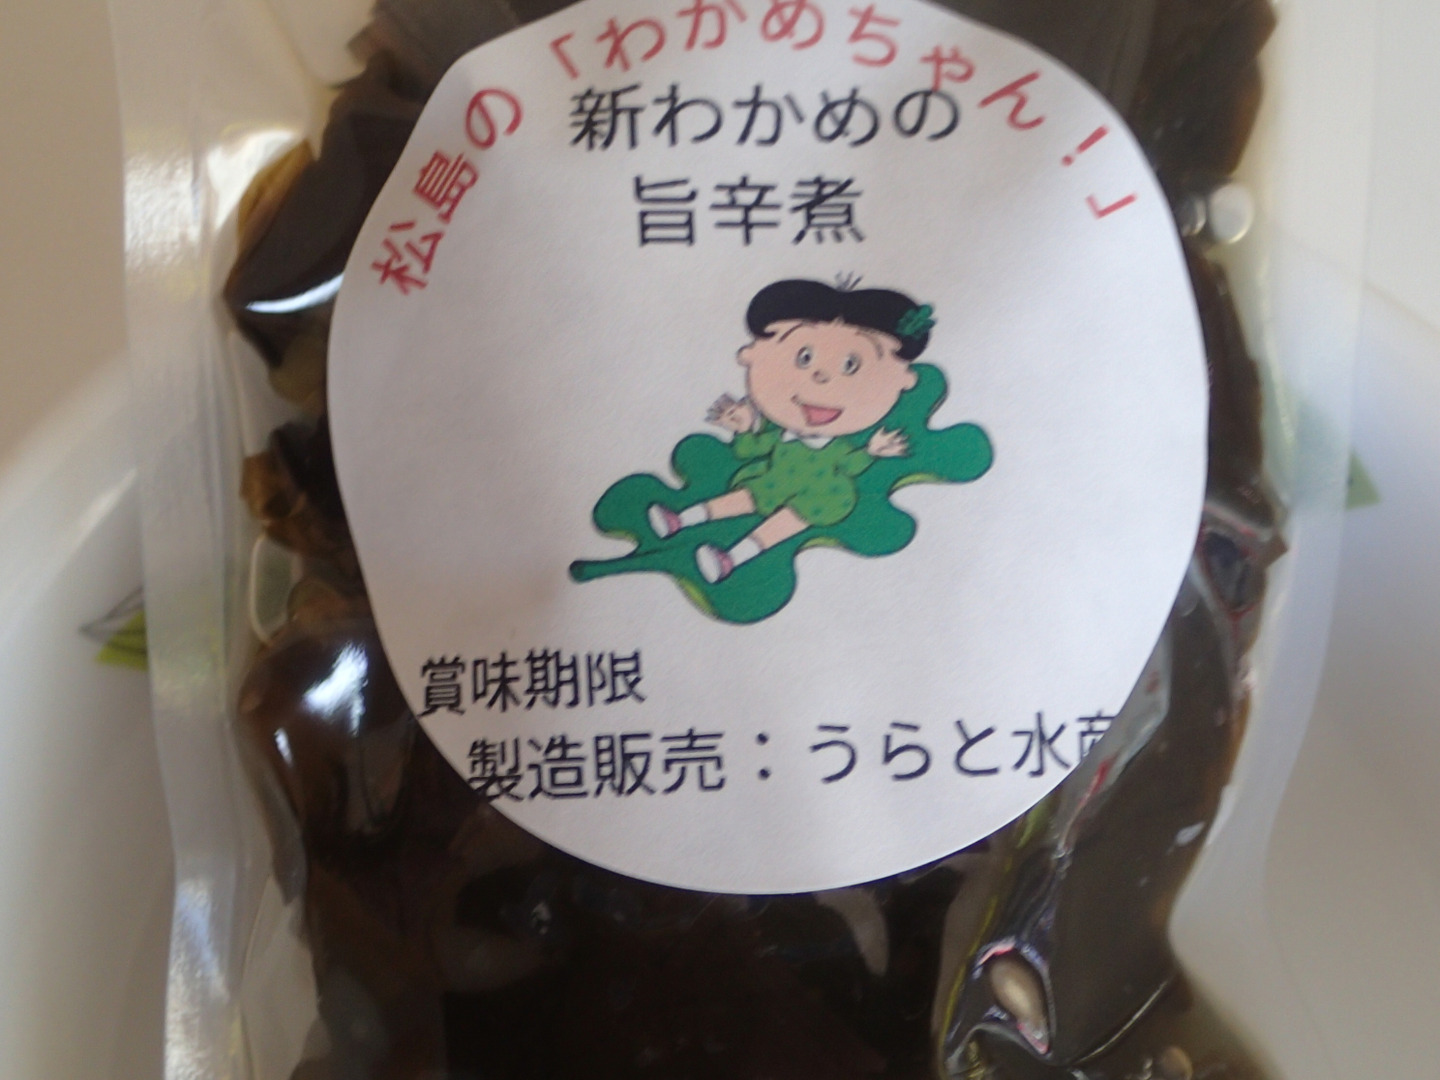 松島の「わかめちゃん!」
新わかめの
旨辛煮
賞味期限
製造販売：うらと水産